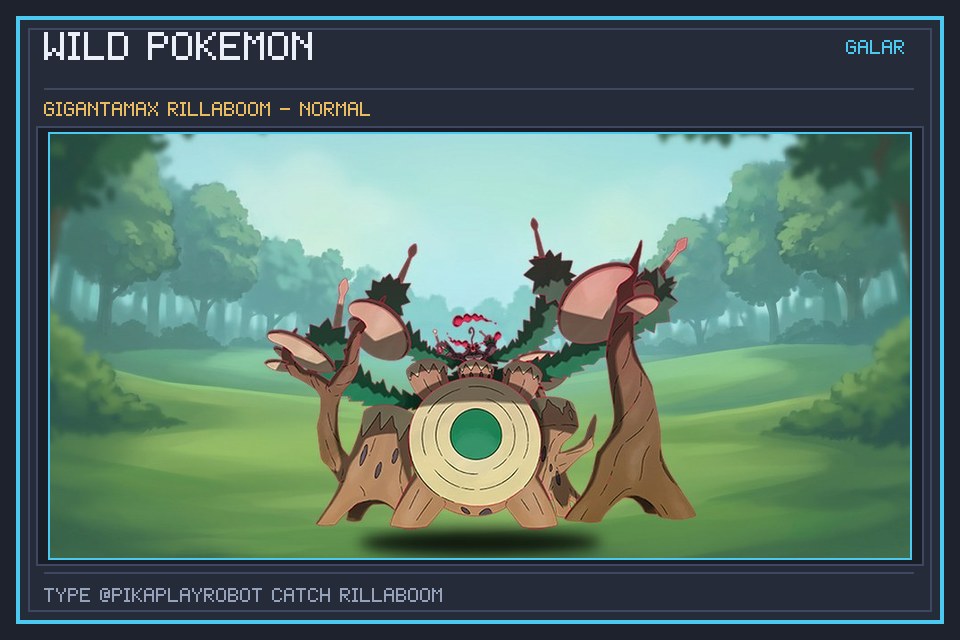 WILD POKEMON
GALAR
GIGANTAMAX RILLABOOM - NORMAL
TYPE @PIKAPLAYROBOT CATCH RILLABOOM